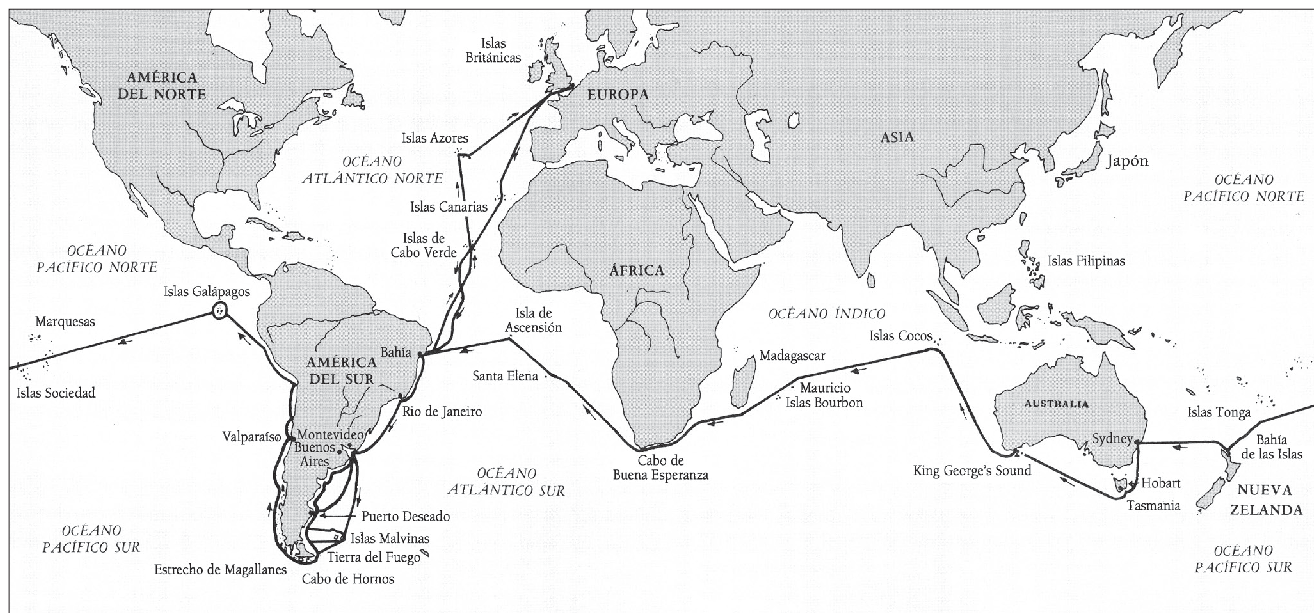 Islas
Británicas
AMÉRICA
DEL NORTE
EUROPA
ASIA
Islas Azores
Japón
OCÉANO
ATLÁNTICO NORTE
OCÉANO
PACÍFICO NORTE
Islas Canarias
Islas de
Cabo Verde
OCÉANO
PACÍFICO NORTE
ÁFRICA
Islas Filipinas
Islas Galápagos
Isla de
Ascensión
OCÉANO ÍNDICO
Marquesas
Islas Cocos
Bahía
AMÉRICA
DEL SUR
Madagascar
Santa Elena
Mauricio
Islas Bourbon
Islas Sociedad
AUSTRALIA
Rio de Janeiro
Islas Tonga
Valparaíso
Montevideo
Buenos
Aires
Sydney
Bahía
de las Islas
Cabo de
Buena Esperanza
King George's Sound
OCÉANO
ATLÁNTICO SUR
Hobart
Tasmania
NUEVA
ZELANDA
Puerto Deseado
OCÉANO
PACÍFICO SUR
Islas Malvinas
Tierra del Fuego
Estrecho de Magallanes
Cabo de Hornos
OCÉANO
PACÍFICO SUR